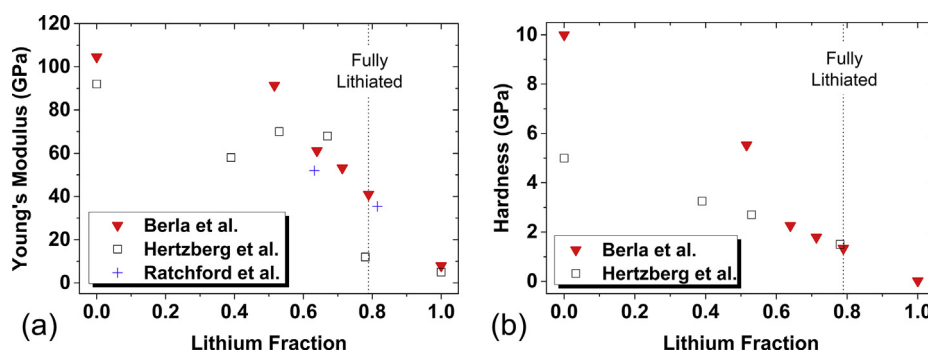 120
100
80
60
40
20
0
Young's Modulus (GPa)
Fully
Lithiated
Berla et al.
Hertzberg et al.
Ratchford et al.
0.0 0.2 0.4 0.6 0.8 1.0
Lithium Fraction
(a)
10
8
6
4
2
0
Hardness (GPa)
Fully
Lithiated
Berla et al.
Hertzberg et al.
0.0 0.2 0.4 0.6 0.8 1.0
Lithium Fraction
(b)